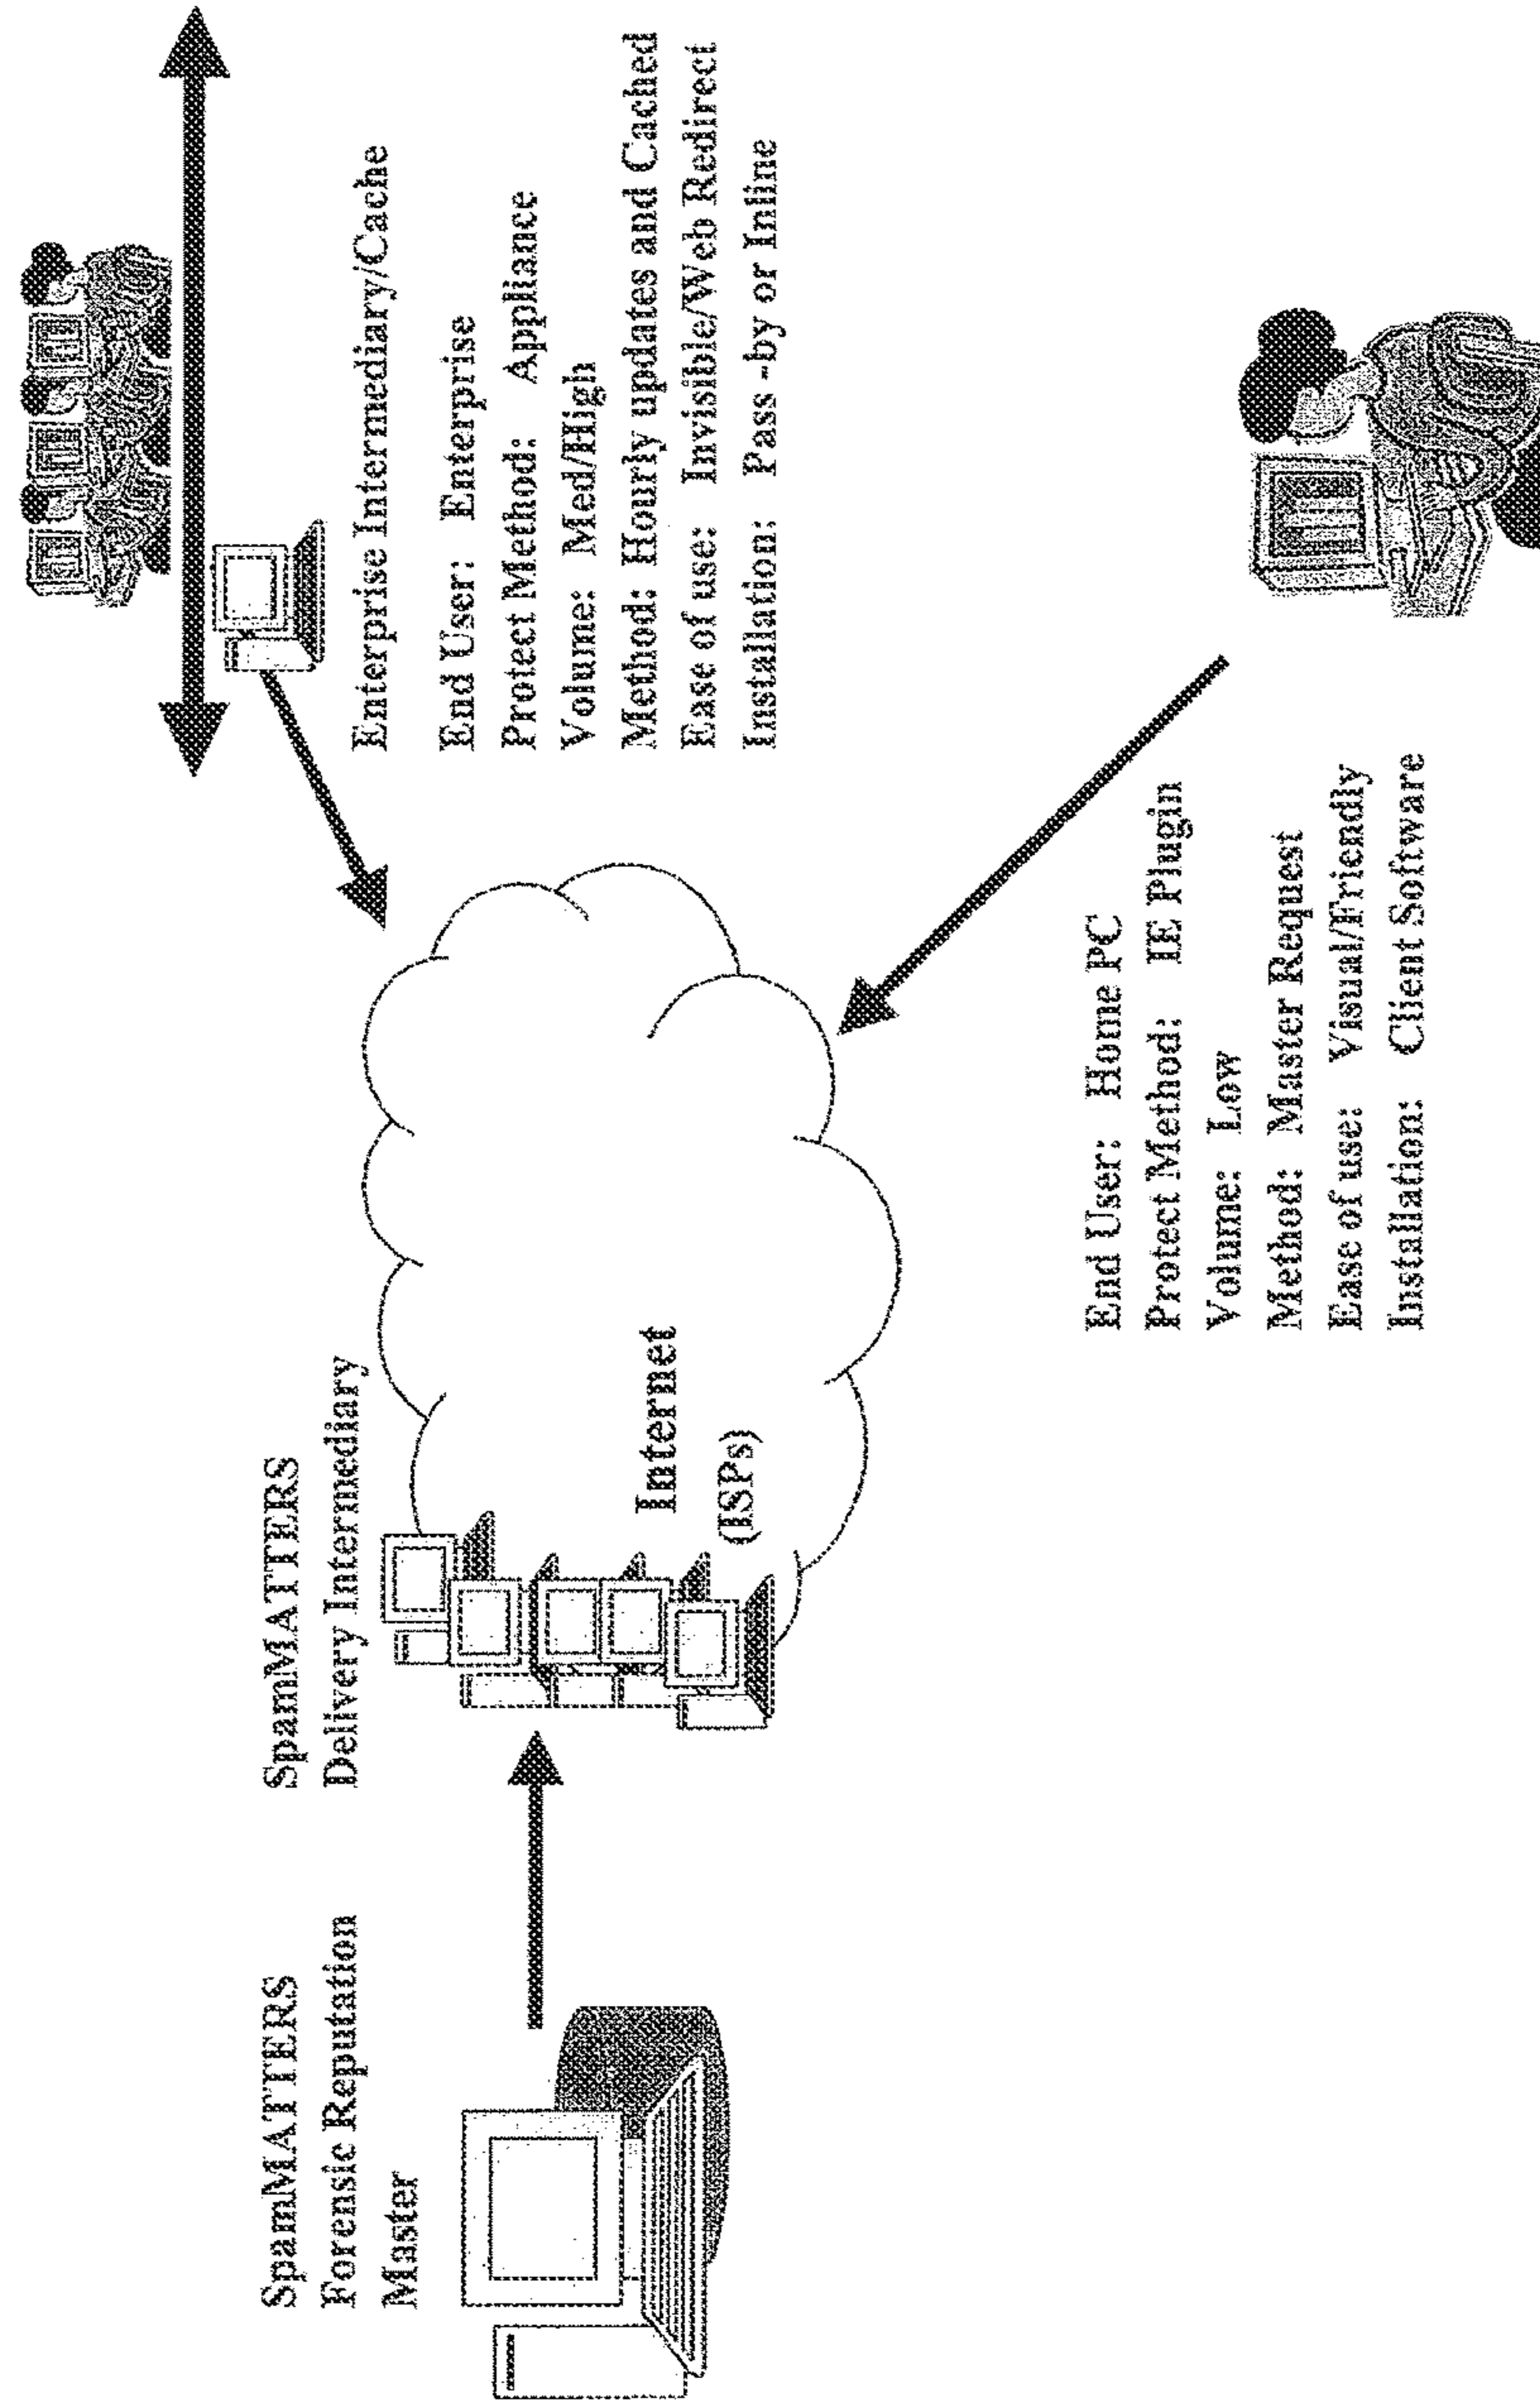 SpamMATTERS
Forensic Reputation
Master
SpamMATTERS
Delivery Intermediary
Internet
(ISPs)
Enterprise Intermediary/Cache
End User: Enterprise
Protect Method: Appliance
Volume: Med/High
Method: Hourly updates and Cached
Ease of use: Invisible/Web Redirect
Installation: Pass -by or Inline
End User: Home PC
Protect Method: IE Plugin
Volume: Low
Method: Master Request
Ease of use: Visual/Friendly
Installation: Client Software